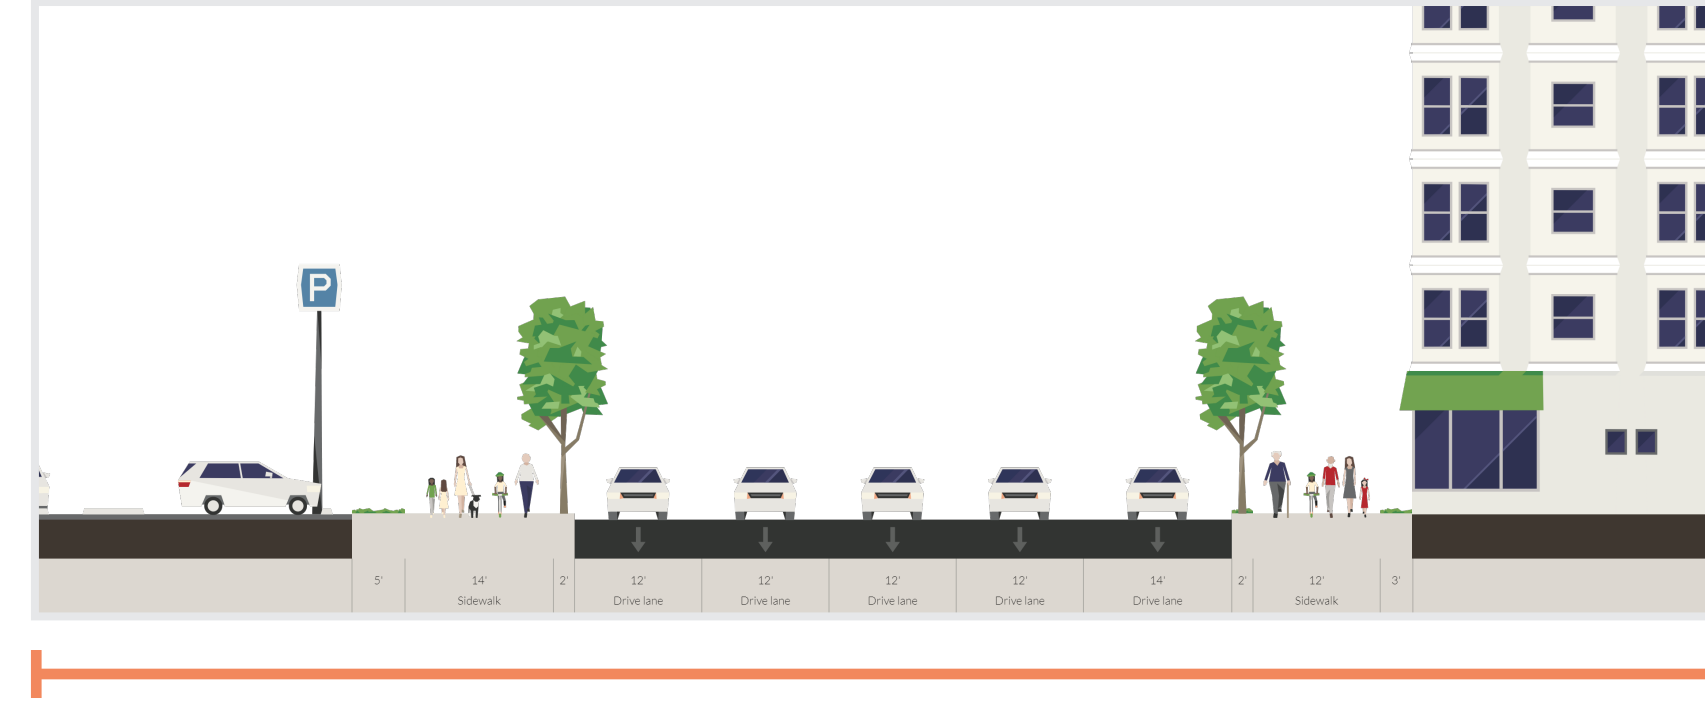 P
5' 14' 2' 12' 12' 12' 12' 14' 2' 12' 3'
Sidewalk Drive lane Drive lane Drive lane Drive lane Drive lane Sidewalk